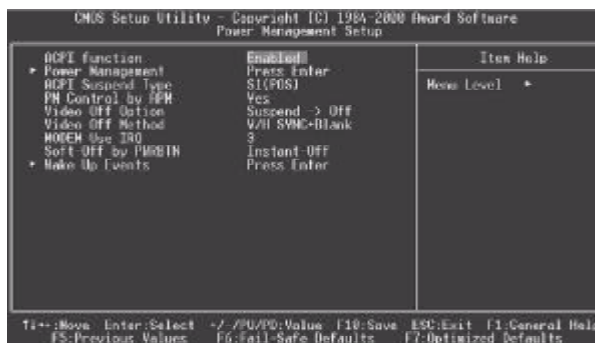 CMOS Setup Utility - Copyright (C) 1984-2000 Award Software
Power Management Setup
ACPI function Enabled
Item Help
► Power Management Press Enter
ACPI Suspend Type S1(POS)
Menu Level ►
PM Control by APM Yes
Video Off Option Suspend -> Off
Video Off Method V/H SYNC+Blank
MODEM Use IRQ 3
Soft-Off by PWRBTN Instant-Off
► Wake Up Events Press Enter
↑↓→←:Move Enter:Select +/-/PU/PD:Value F10:Save ESC:Exit F1:General Help
F5:Previous Values F6:Fail-Safe Defaults F7:Optimized Defaults